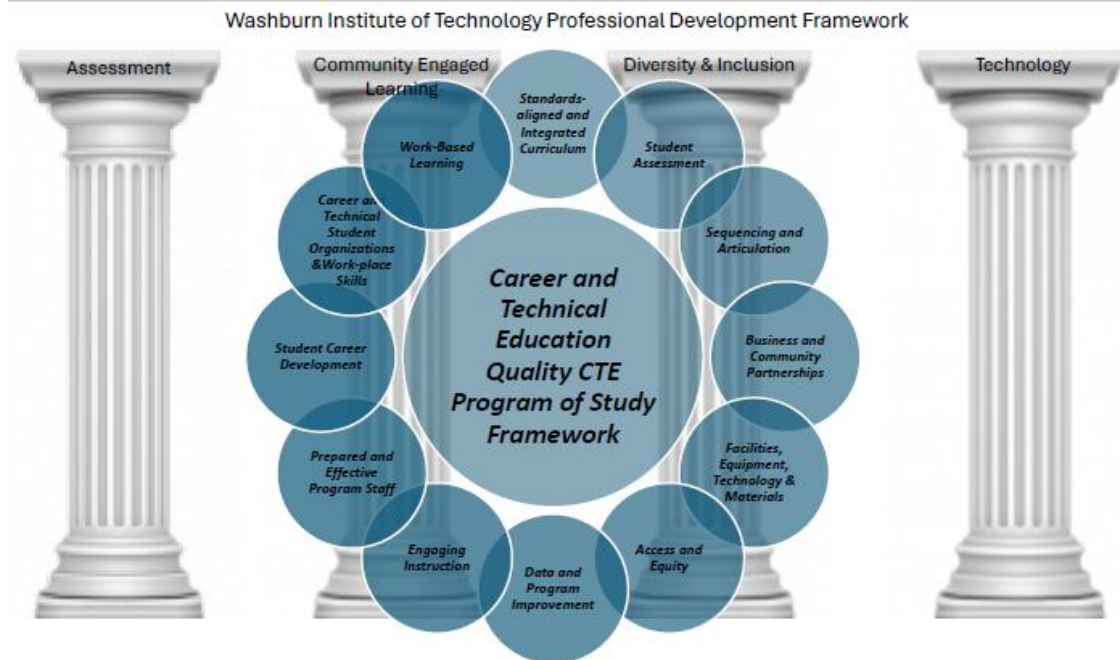 Washburn Institute of Technology Professional Development Framework
Assessment
Community Engaged
Learning
Diversity & Inclusion
Technology
Standards-
aligned and
Integrated
Curriculum
Student
Assessment
Sequencing and
Articulation
Business and
Community
Partnerships
Facilities,
Equipment,
Technology &
Materials
Access and
Equity
Data and
Program
Improvement
Engaging
Instruction
Prepared and
Effective
Program Staff
Student Career
Development
Career and
Technical
Student
Organizations
&Work-place
Skills
Work-Based
Learning
Career and
Technical
Education
Quality CTE
Program of Study
Framework